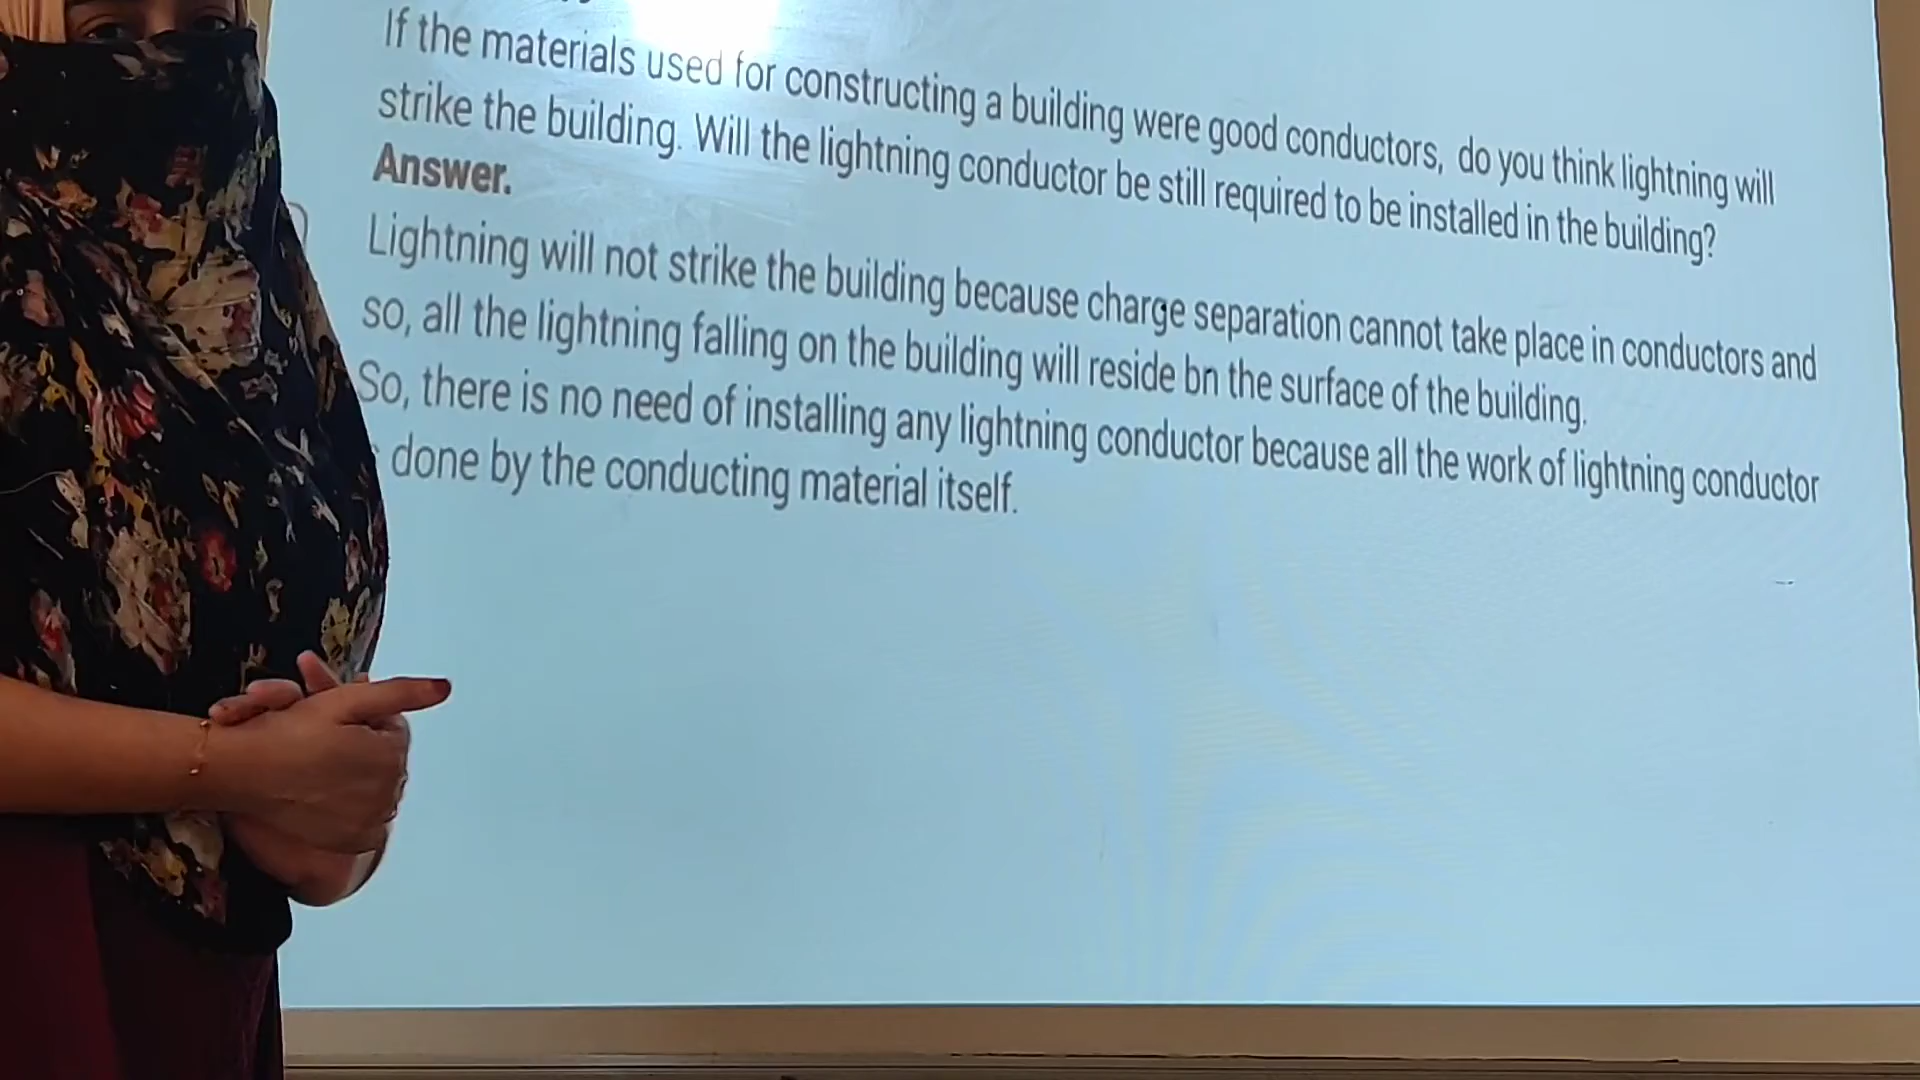 If the materials used for constructing a building were good conductors, do you think lightning will
strike the building. Will the lightning conductor be still required to be installed in the building?
Answer.
Lightning will not strike the building because charge separation cannot take place in conductors and
so, all the lightning falling on the building will reside bn the surface of the building.
So, there is no need of installing any lightning conductor because all the work of lightning conductor
done by the conducting material itself.